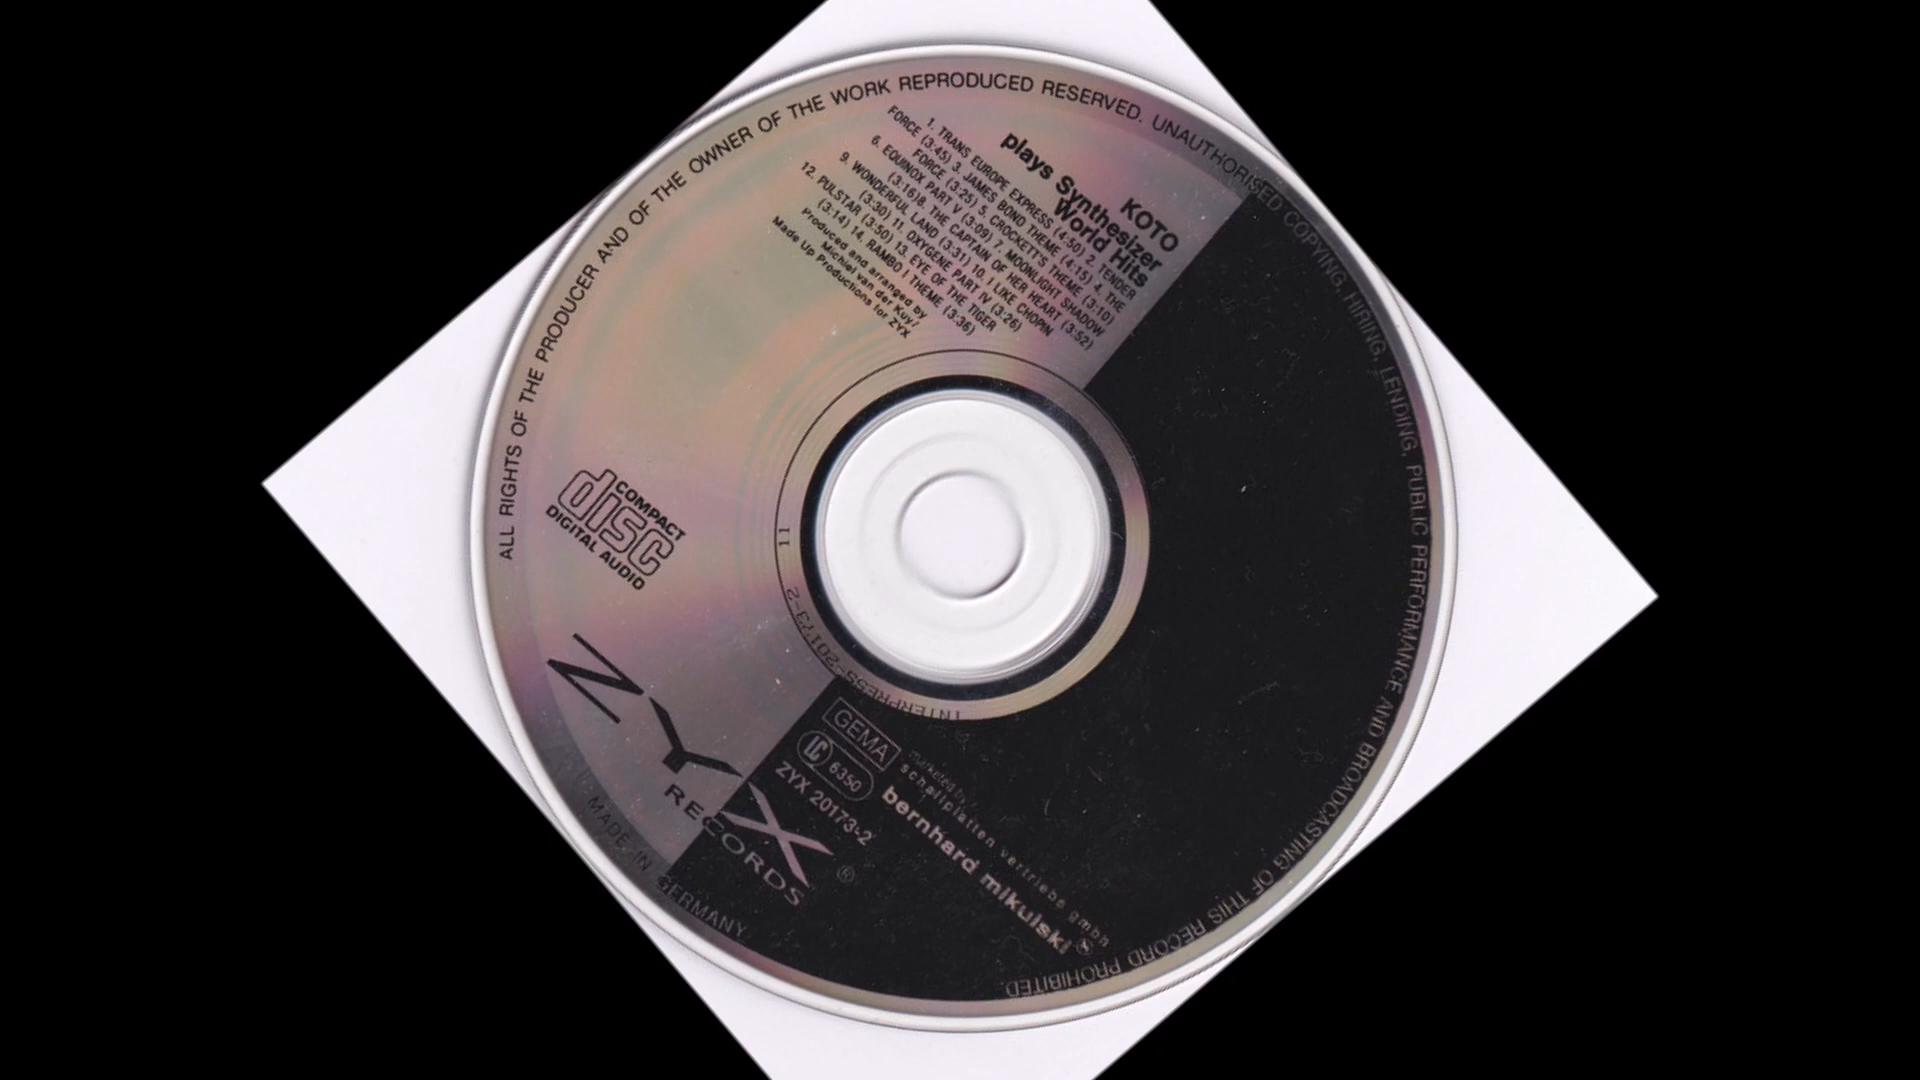 ALL RIGHTS OF THE PRODUCER AND OF THE OWNER OF THE WORK REPRODUCED RESERVED. UNAUTHORISED COPYING, HIRING, LENDING, PUBLIC PERFORMANCE AND BROADCASTING OF THIS RECORD PROHIBITED.
KOTO
plays Synthesizer
World Hits
1. TRANS EUROPE EXPRESS (4:50) 2. TENDER
FORCE (3:45) 3. JAMES BOND THEME (4:15) 4. THE
FORCE (3:25) 5. CROCKETT'S THEME (3:10)
6. EQUINOX PART V (3:09) 7. MOONLIGHT SHADOW
(3:16)8. THE CAPTAIN OF HER HEART (3:52)
9. WONDERFUL LAND (3:31) 10. I LIKE CHOPIN
(3:30) 11. OXYGENE PART IV (3:26)
12. PULSTAR (3:50) 13. EYE OF THE TIGER
(3:14) 14. RAMBO I THEME (3:36)
Produced and arranged by
Michiel van der Kuy/
Made Up Productions for ZYX
COMPACT
disc
DIGITAL AUDIO
11
INTERPRESS-20173-2
ZYX
RECORDS
®
GEMA
LC 6350
ZYX 20173-2
marketed by
schallplatten vertriebs gmbh
bernhard mikulski
MADE IN GERMANY